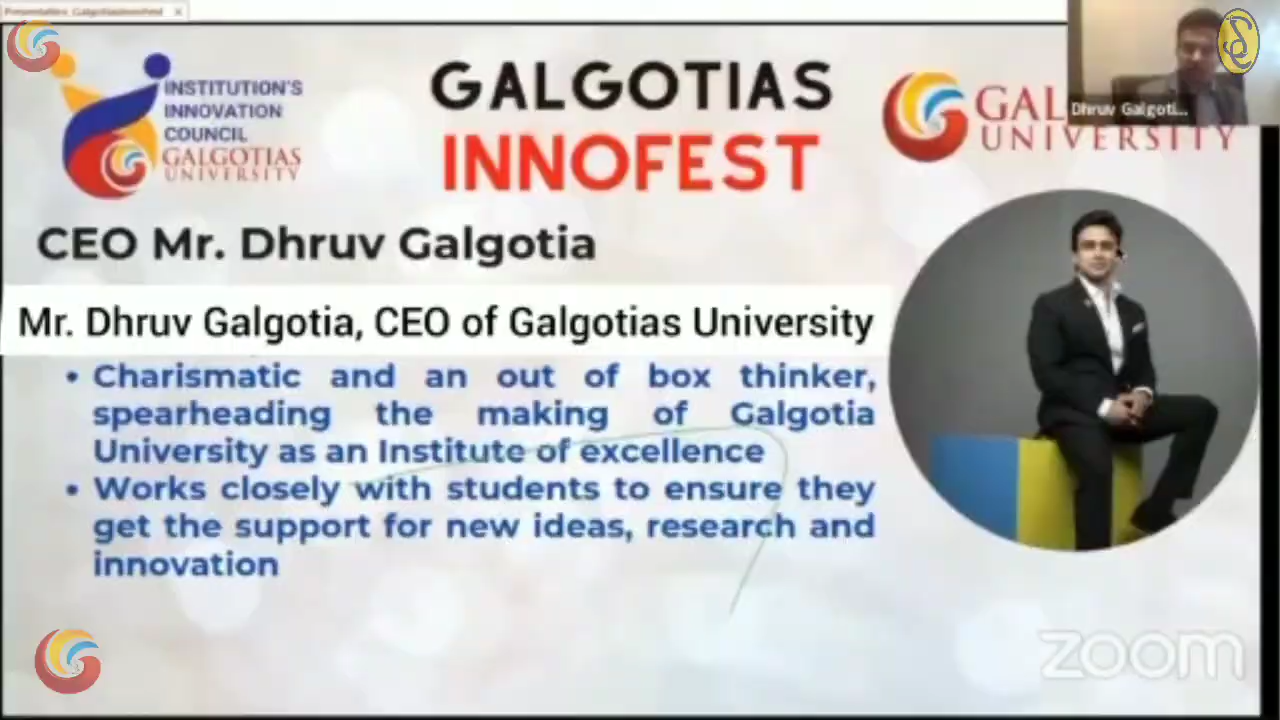 Presentation: GalgotiasInnofest
INSTITUTION'S
INNOVATION
COUNCIL
GALGOTIAS
UNIVERSITY
GALGOTIAS
INNOFEST
GAL
UNIVERSITY
Dhruv Galgoti...
CEO Mr. Dhruv Galgotia
Mr. Dhruv Galgotia, CEO of Galgotias University
• Charismatic and an out of box thinker,
spearheading the making of Galgotia
University as an Institute of excellence
• Works closely with students to ensure they
get the support for new ideas, research and
innovation
zoom